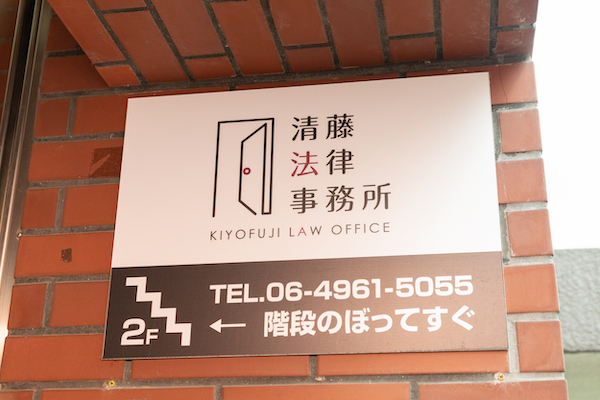 清藤
法律
事務所
KIYOFUJI LAW OFFICE
TEL.06-4961-5055
2F ← 階段のぼってすぐ